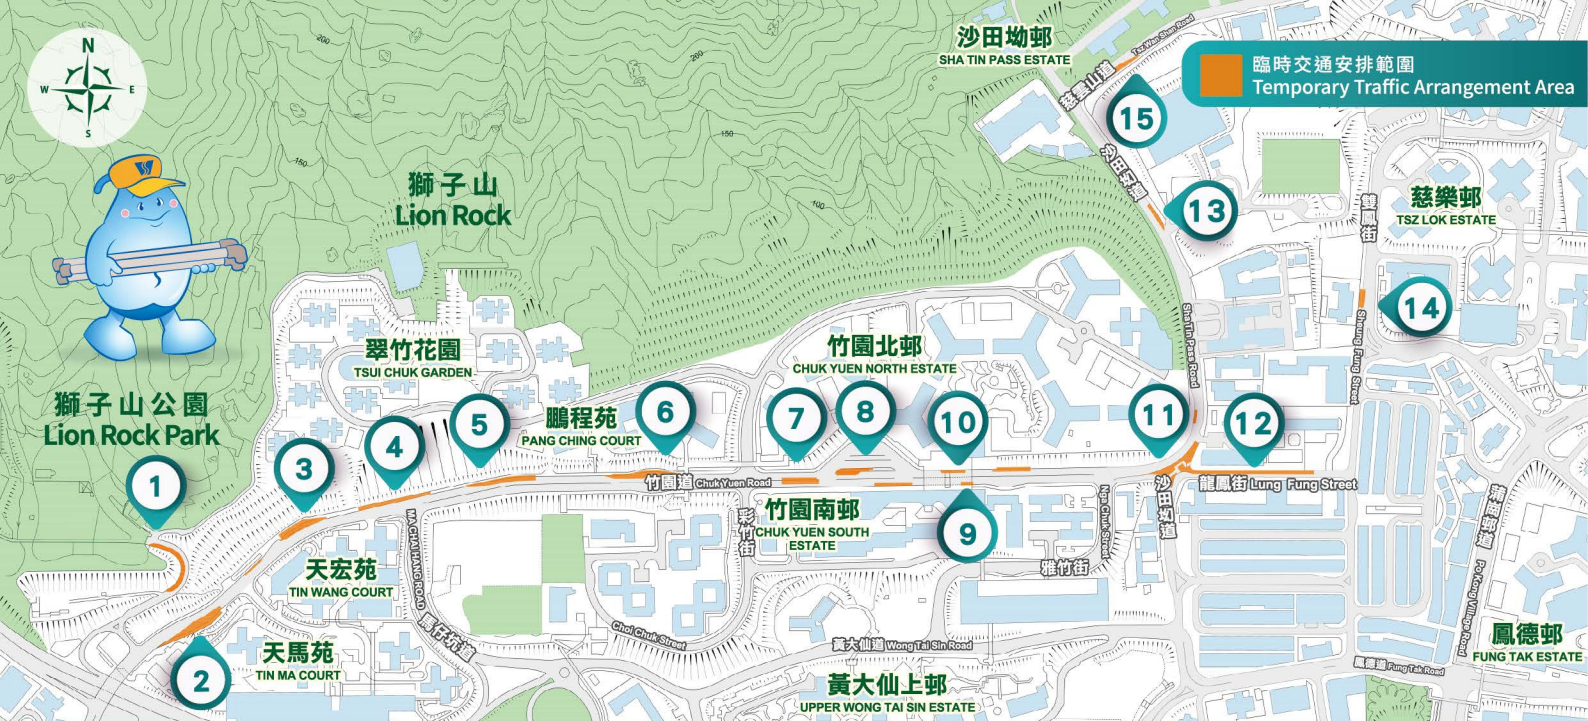 N
W
E
S
200
200
150
150
100
沙田坳邨
SHA TIN PASS ESTATE
慈雲山道
Tsz Wan Shan Road
臨時交通安排範圍
Temporary Traffic Arrangement Area
15
沙田坳道
13
雙鳳街
慈樂邨
TSZ LOK ESTATE
獅子山
Lion Rock
14
Sha Tin Pass Road
Sheung Fung Street
翠竹花園
TSUI CHUK GARDEN
竹園北邨
CHUK YUEN NORTH ESTATE
獅子山公園
Lion Rock Park
鵬程苑
PANG CHING COURT
1
3
4
5
6
7
8
10
11
12
竹園道 Chuk Yuen Road
龍鳳街 Lung Fung Street
沙田坳道
MA CHAI HANG ROAD
馬仔坑道
彩竹街
竹園南邨
CHUK YUEN SOUTH
ESTATE
9
Nga Chuk Street
雅竹街
蒲崗村道
Po Kong Village Road
天宏苑
TIN WANG COURT
天馬苑
TIN MA COURT
2
Choi Chuk Street
黃大仙道 Wong Tai Sin Road
黃大仙上邨
UPPER WONG TAI SIN ESTATE
鳳德道 Fung Tak Road
鳳德邨
FUNG TAK ESTATE